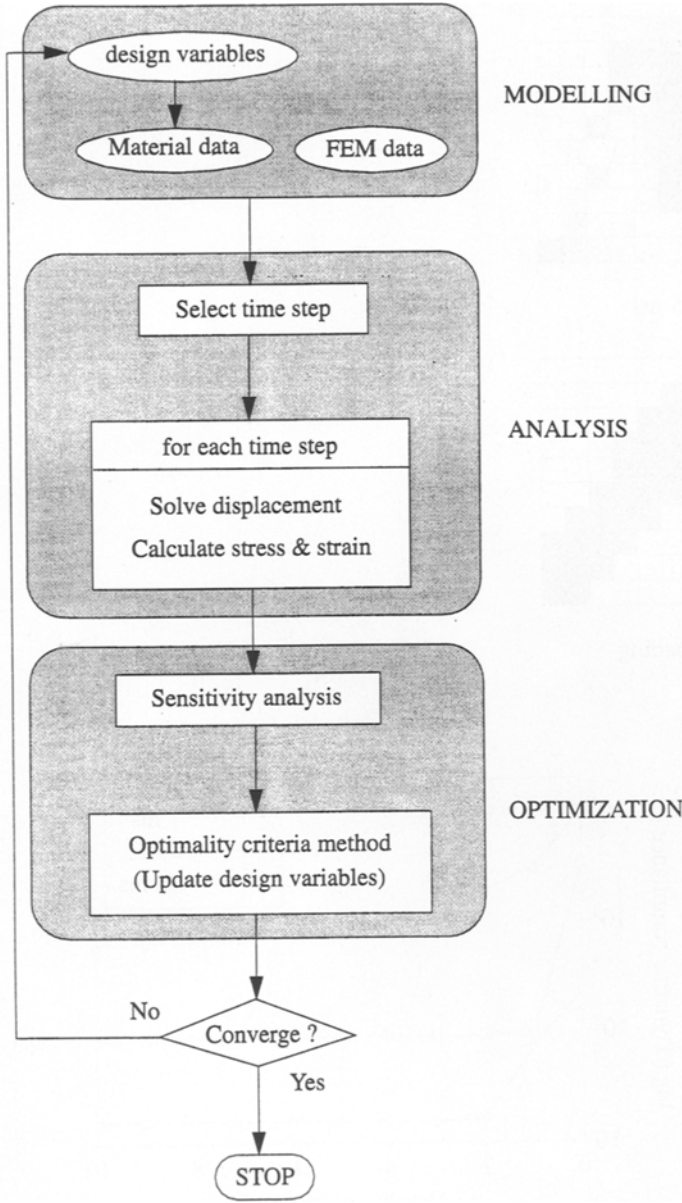 design variables
MODELLING
Material data
FEM data
Select time step
for each time step
ANALYSIS
Solve displacement
Calculate stress & strain
Sensitivity analysis
OPTIMIZATION
Optimality criteria method
(Update design variables)
No
Converge ?
Yes
STOP